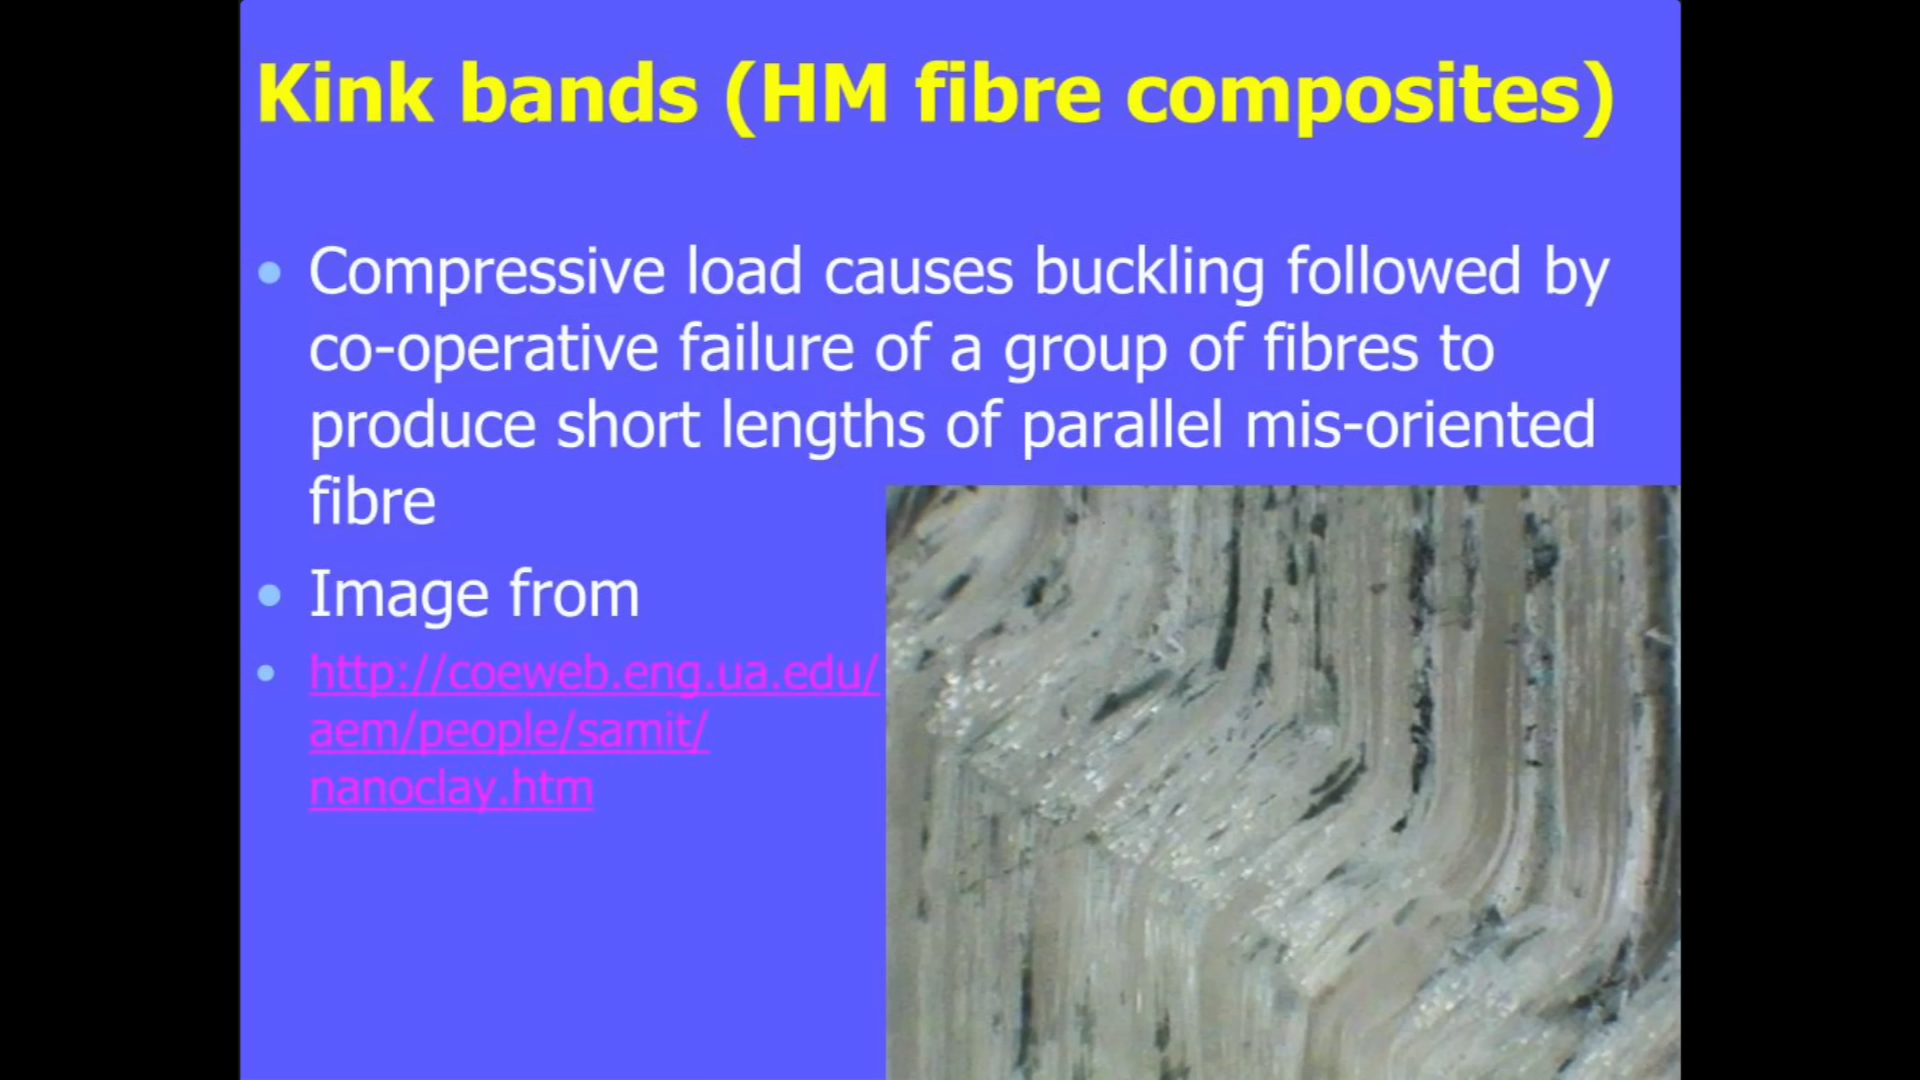 Kink bands (HM fibre composites)
Compressive load causes buckling followed by
co-operative failure of a group of fibres to
produce short lengths of parallel mis-oriented
fibre
Image from
http://coeweb.eng.ua.edu/
aem/people/samit/
nanoclay.htm